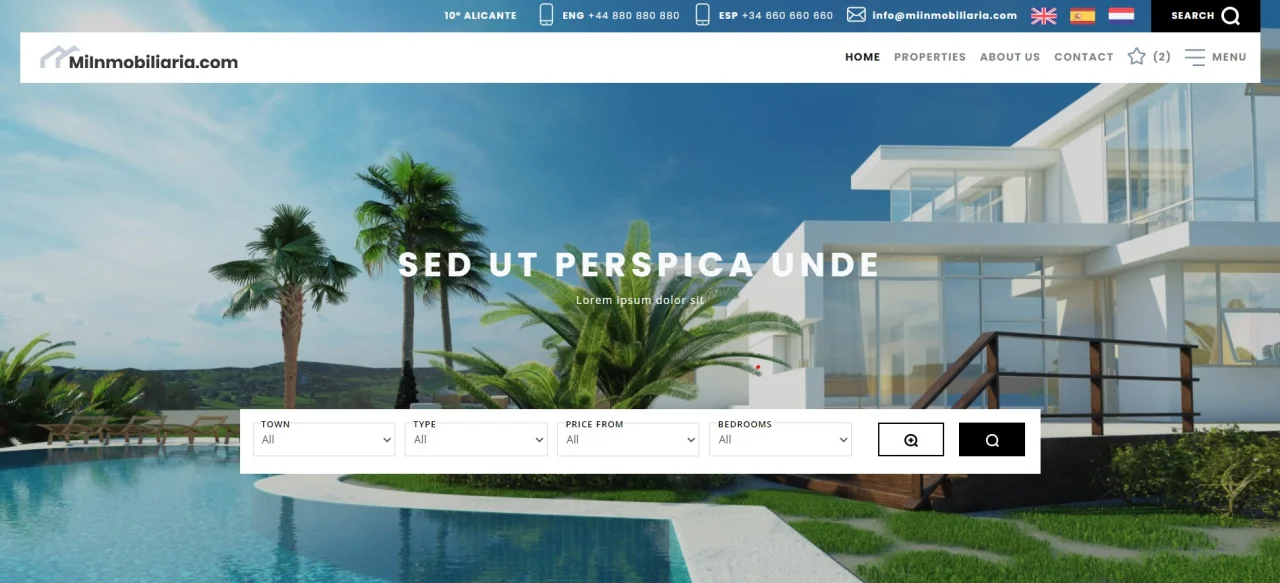 10º ALICANTE
ENG +44 880 880 880
ESP +34 660 660 660
info@miinmobiliaria.com
SEARCH
MiInmobiliaria.com
HOME
PROPERTIES
ABOUT US
CONTACT
(2)
MENU
SED UT PERSPICA UNDE
Lorem ipsum dolor sit
TOWN
All
TYPE
All
PRICE FROM
All
BEDROOMS
All